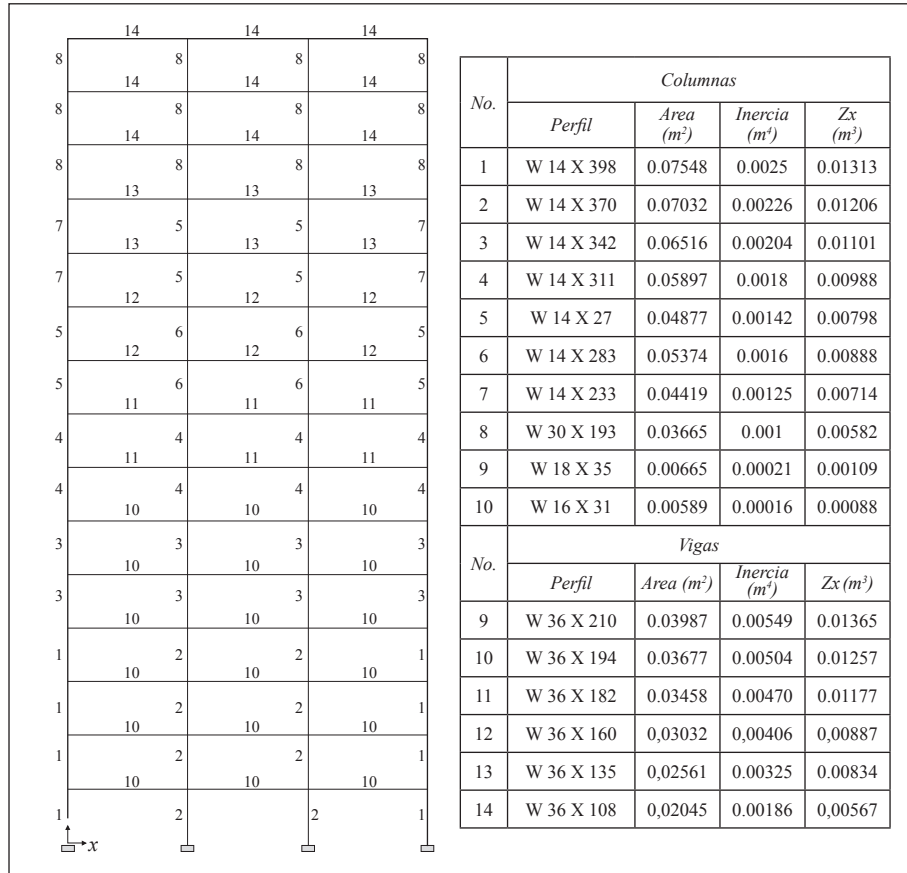 14 14 14
8 8 8 8
14 14 14
8 8 8 8
14 14 14
8 8 8 8
13 13 13
7 5 5 7
13 13 13
7 5 5 7
12 12 12
5 6 6 5
12 12 12
5 6 6 5
11 11 11
4 4 4 4
11 11 11
4 4 4 4
10 10 10
3 3 3 3
10 10 10
3 3 3 3
10 10 10
1 2 2 1
10 10 10
1 2 2 1
10 10 10
1 2 2 1
10 10 10
1 2 2 1
x
No. Columnas
Perfil Area (m²) Inercia (m⁴) Zx (m³)
1 W 14 X 398 0.07548 0.0025 0.01313
2 W 14 X 370 0.07032 0.00226 0.01206
3 W 14 X 342 0.06516 0.00204 0.01101
4 W 14 X 311 0.05897 0.0018 0.00988
5 W 14 X 27 0.04877 0.00142 0.00798
6 W 14 X 283 0.05374 0.0016 0.00888
7 W 14 X 233 0.04419 0.00125 0.00714
8 W 30 X 193 0.03665 0.001 0.00582
9 W 18 X 35 0.00665 0.00021 0.00109
10 W 16 X 31 0.00589 0.00016 0.00088
No. Vigas
Perfil Area (m²) Inercia (m⁴) Zx (m³)
9 W 36 X 210 0.03987 0.00549 0.01365
10 W 36 X 194 0.03677 0.00504 0.01257
11 W 36 X 182 0.03458 0.00470 0.01177
12 W 36 X 160 0,03032 0,00406 0,00887
13 W 36 X 135 0,02561 0.00325 0.00834
14 W 36 X 108 0,02045 0.00186 0,00567